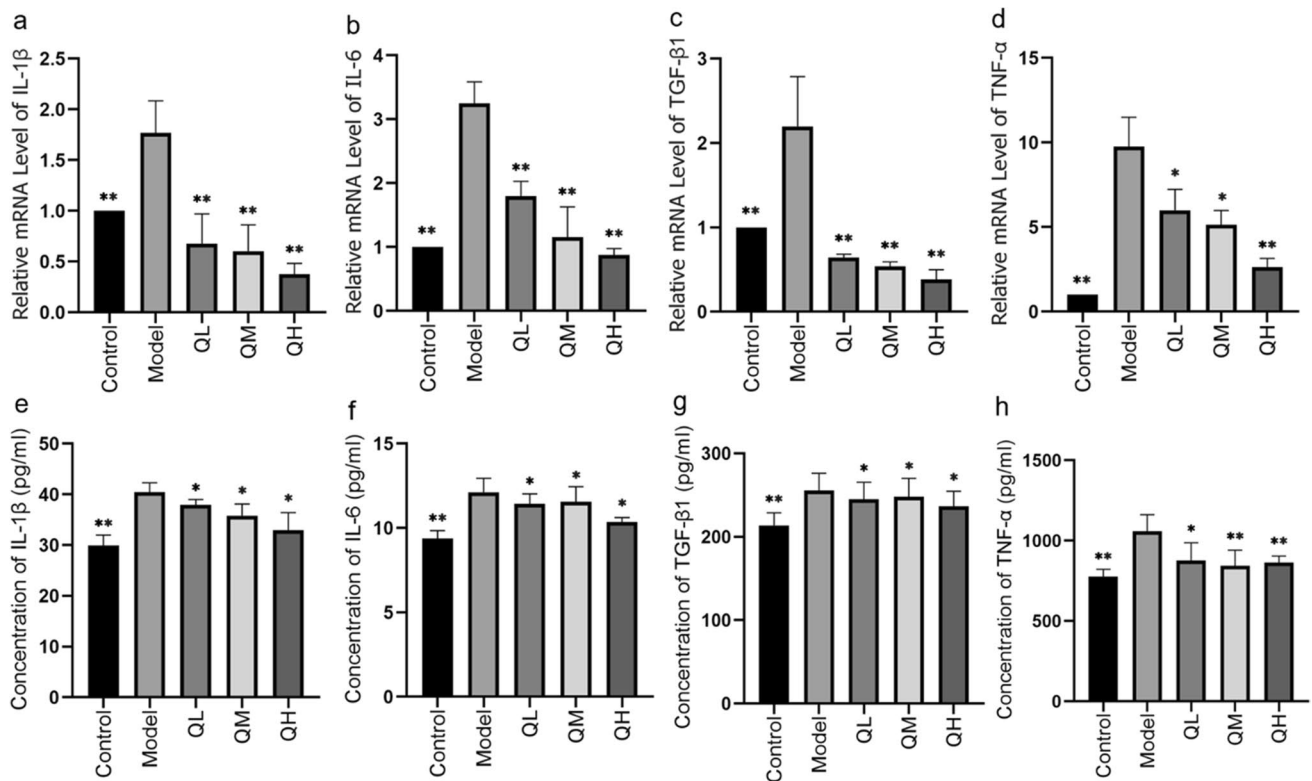 a
Relative mRNA Level of IL-1β
2.5
2.0
1.5
1.0
0.5
0.0
**
**
**
**
Control
Model
QL
QM
QH
b
Relative mRNA Level of IL-6
4
3
2
1
0
**
**
**
**
Control
Model
QL
QM
QH
c
Relative mRNA Level of TGF-β1
3
2
1
0
**
**
**
**
Control
Model
QL
QM
QH
d
Relative mRNA Level of TNF-α
15
10
5
0
**
*
*
**
Control
Model
QL
QM
QH
e
Concentration of IL-1β (pg/ml)
50
40
30
20
10
0
**
*
*
*
Control
Model
QL
QM
QH
f
Concentration of IL-6 (pg/ml)
15
10
5
0
**
*
*
*
Control
Model
QL
QM
QH
g
Concentration of TGF-β1 (pg/ml)
300
200
100
0
**
*
*
*
Control
Model
QL
QM
QH
h
Concentration of TNF-α (pg/ml)
1500
1000
500
0
**
*
**
**
Control
Model
QL
QM
QH